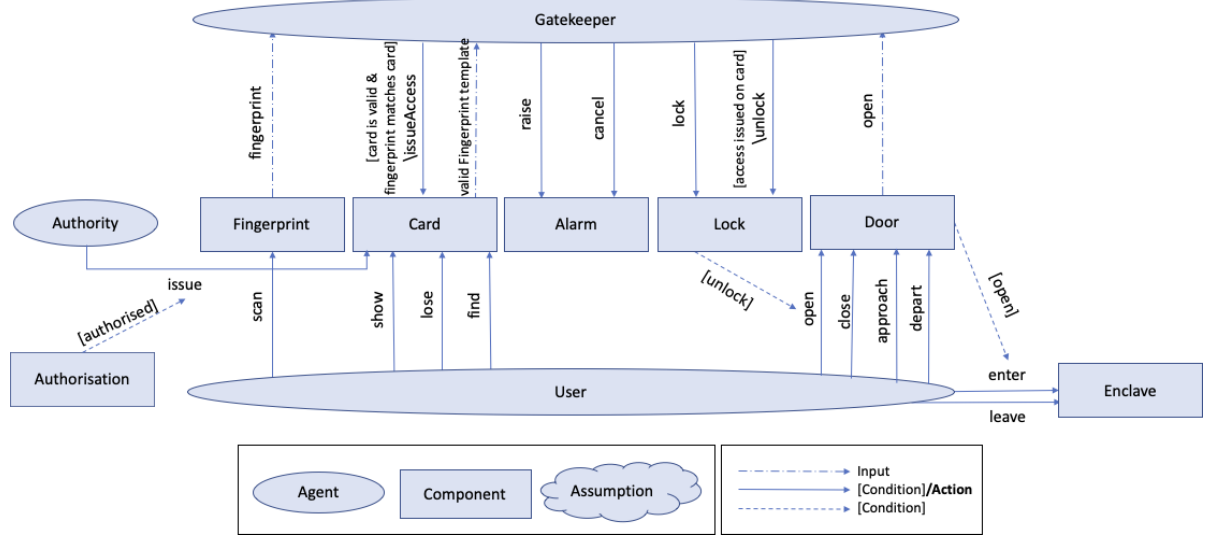 Gatekeeper
fingerprint
[card is valid &
fingerprint matches card]
\issueAccess
valid Fingerprint template
raise
cancel
lock
[access issued on card]
\unlock
open
Authority
Fingerprint
Card
Alarm
Lock
Door
issue
[authorised]
scan
show
lose
find
[unlock]
open
close
approach
depart
[open]
Authorisation
User
enter
leave
Enclave
Agent
Component
Assumption
Input
[Condition]/Action
[Condition]